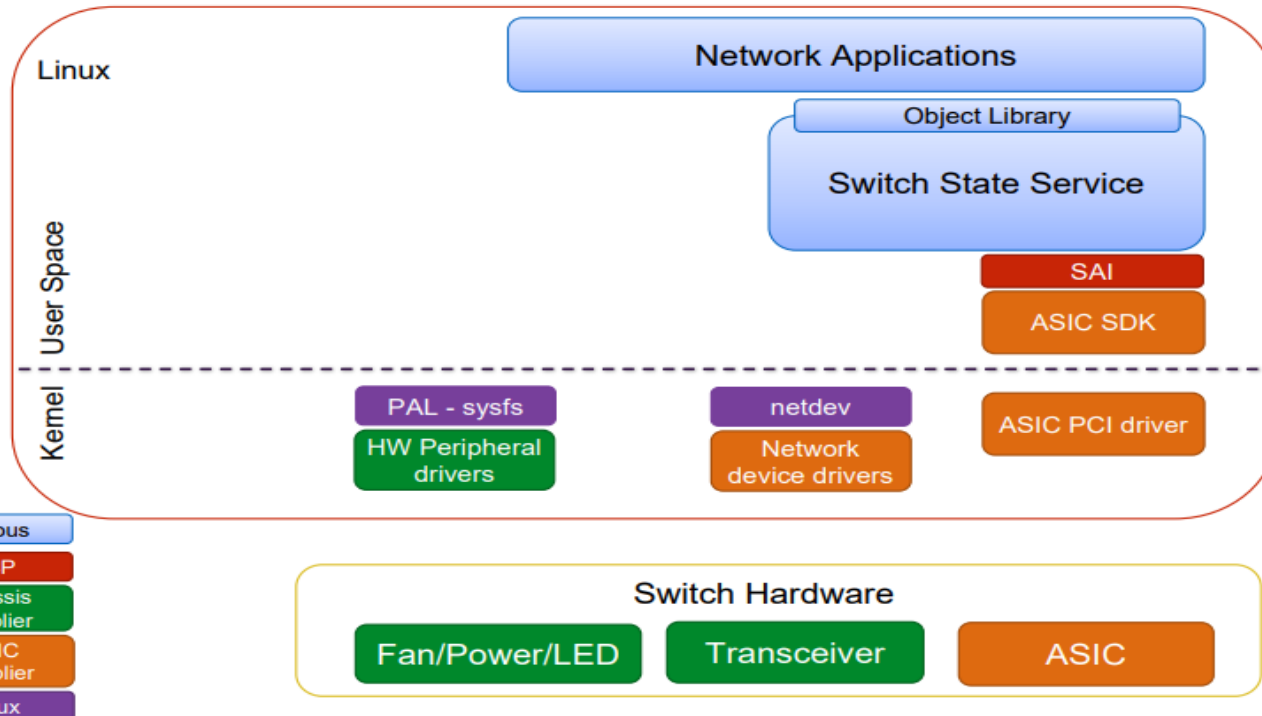 Linux
Network Applications
Object Library
Switch State Service
User Space
SAI
ASIC SDK
Kernel
PAL - sysfs
netdev
ASIC PCI driver
HW Peripheral
drivers
Network
device drivers
Switch Hardware
Fan/Power/LED
Transceiver
ASIC